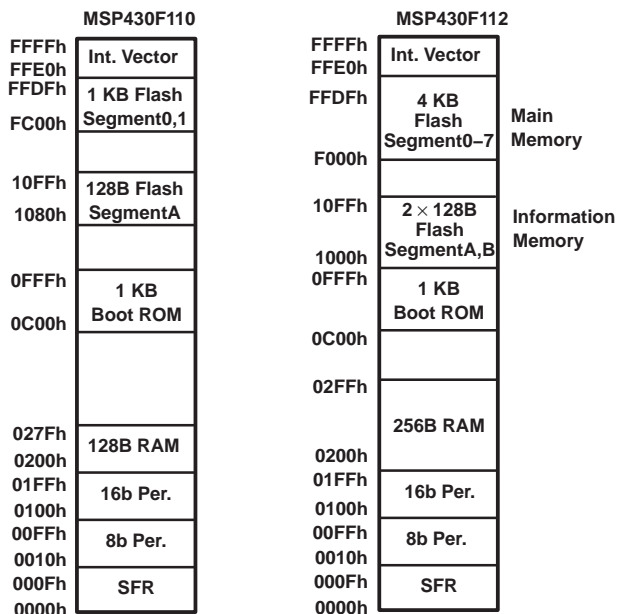 MSP430F110
FFFFh
FFE0h
Int. Vector
FFDFh
FC00h
1 KB Flash
Segment0,1
10FFh
1080h
128B Flash
SegmentA
0FFFh
0C00h
1 KB
Boot ROM
027Fh
0200h
128B RAM
01FFh
0100h
16b Per.
00FFh
0010h
8b Per.
000Fh
0000h
SFR
MSP430F112
FFFFh
FFE0h
Int. Vector
FFDFh
F000h
4 KB
Flash
Segment0–7
Main
Memory
10FFh
1000h
2 × 128B
Flash
SegmentA,B
Information
Memory
0FFFh
0C00h
1 KB
Boot ROM
02FFh
0200h
256B RAM
01FFh
0100h
16b Per.
00FFh
0010h
8b Per.
000Fh
0000h
SFR